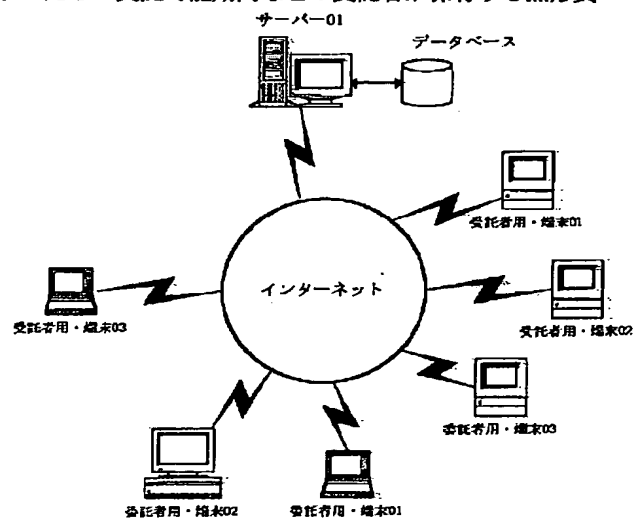 サーバー01
データベース
受託者用・端末01
インターネット
受託者用・端末03
受託者用・端末02
委託者用・端末03
委託者用・端末02
委託者用・端末01